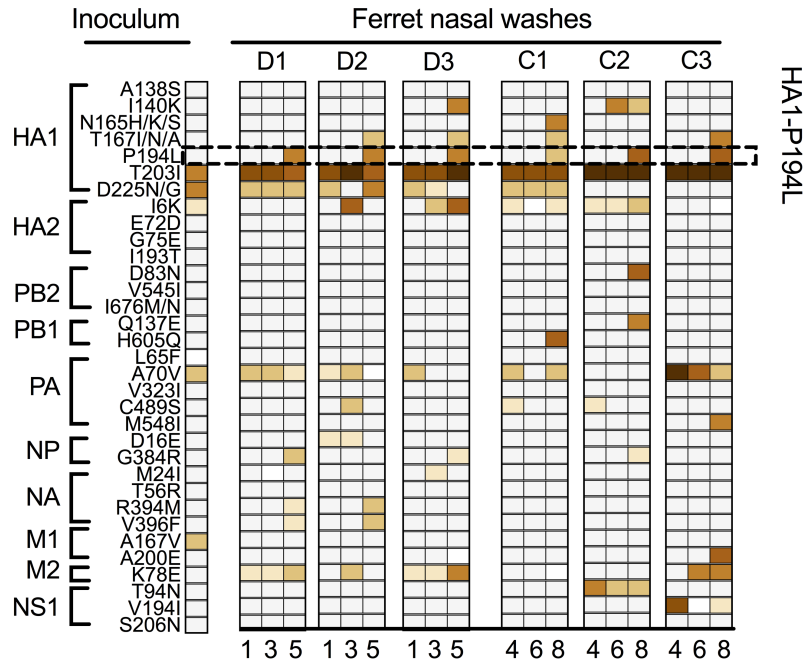 Inoculum Ferret nasal washes
D1 D2 D3 C1 C2 C3
HA1-P194L
HA1
A138S
I140K
N165H/K/S
T167I/N/A
P194L
T203I
D225N/G
HA2
I6K
E72D
G75E
I193T
PB2
D83N
V545I
I676M/N
PB1
Q137E
H605Q
PA
L65F
A70V
V323I
C489S
M548I
NP
D16E
G384R
NA
M24I
T56R
R394M
V396F
M1
A167V
A200E
M2
K78E
NS1
T94N
V194I
S206N
1 3 5 1 3 5 1 3 5 4 6 8 4 6 8 4 6 8